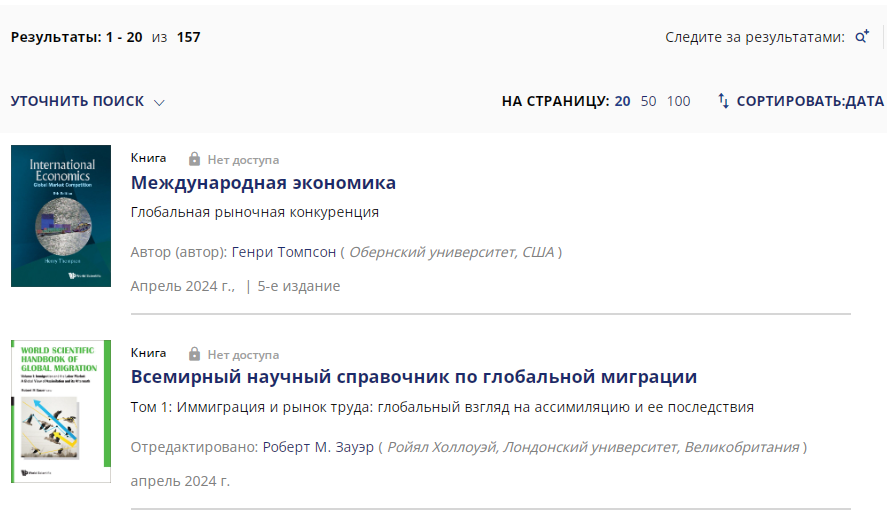 Результаты: 1 - 20 из 157
Следите за результатами:
УТОЧНИТЬ ПОИСК
НА СТРАНИЦУ: 20 50 100
СОРТИРОВАТЬ:ДАТА
International
Economics
Global Market Competition
Henry Thompson
Книга Нет доступа
Международная экономика
Глобальная рыночная конкуренция
Автор (автор): Генри Томпсон ( Обернский университет, США )
Апрель 2024 г., | 5-е издание
WORLD SCIENTIFIC
HANDBOOK OF
GLOBAL MIGRATION
Книга Нет доступа
Всемирный научный справочник по глобальной миграции
Том 1: Иммиграция и рынок труда: глобальный взгляд на ассимиляцию и ее последствия
Отредактировано: Роберт М. Зауэр ( Ройял Холлоуэй, Лондонский университет, Великобритания )
апрель 2024 г.